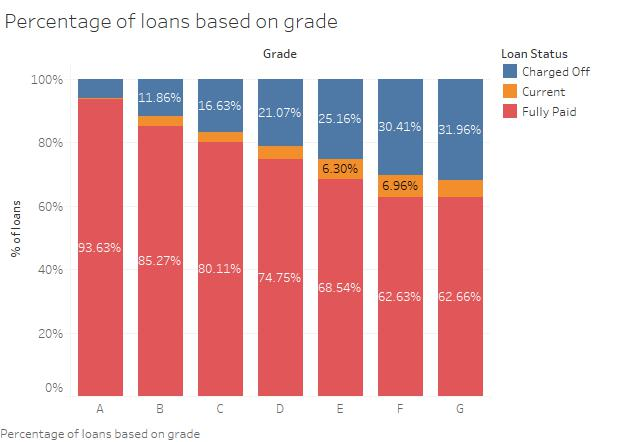 Percentage of loans based on grade
Grade
Loan Status
Charged Off
Current
Fully Paid
% of loans
100%
80%
60%
40%
20%
0%
11.86% 16.63% 21.07% 25.16% 30.41% 31.96%
6.30% 6.96%
93.63% 85.27% 80.11% 74.75% 68.54% 62.63% 62.66%
A B C D E F G
Percentage of loans based on grade